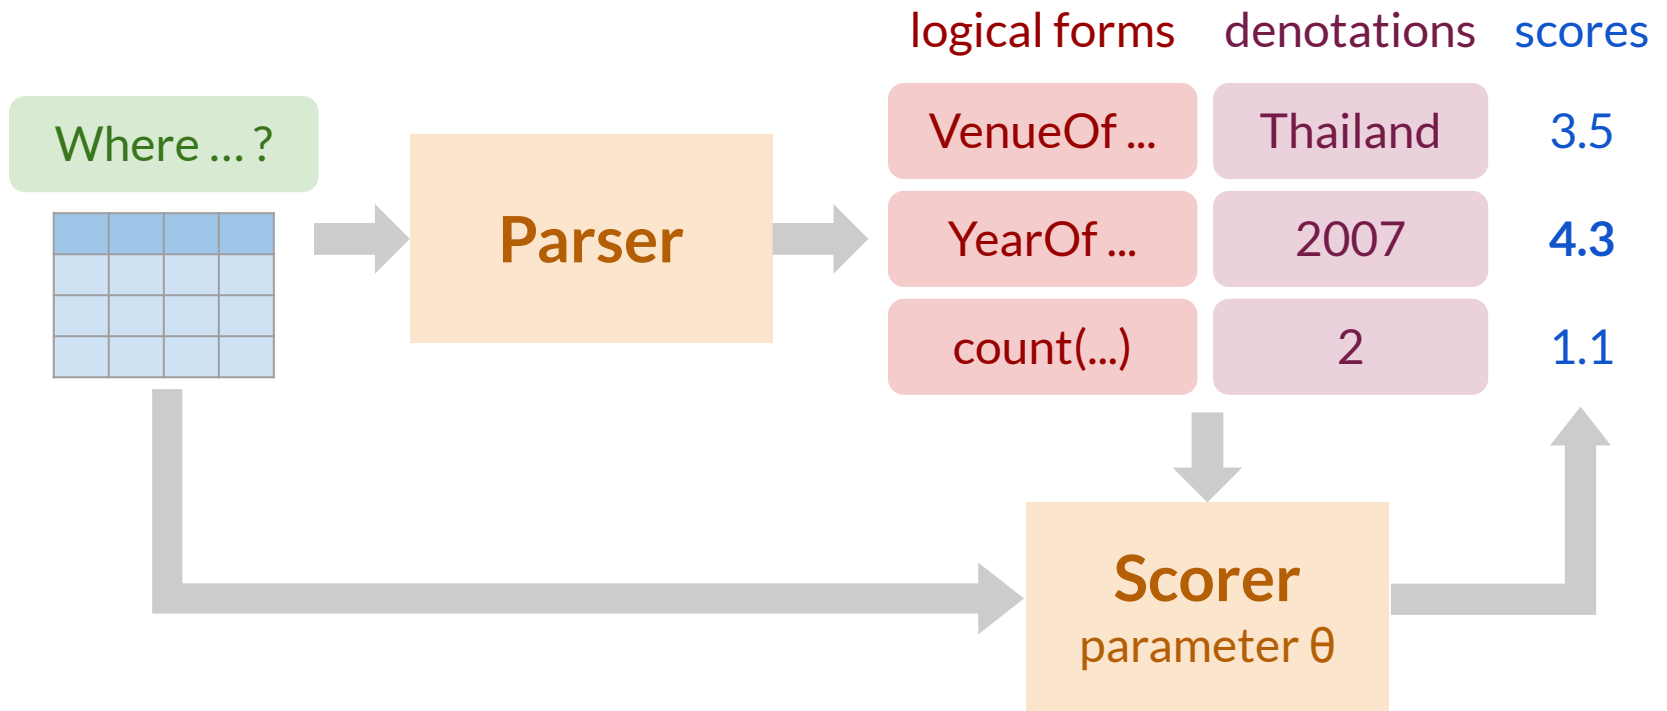 logical forms denotations scores
Where ... ?
VenueOf ... Thailand 3.5
Parser
YearOf ... 2007 4.3
count(...) 2 1.1
Scorer
parameter θ